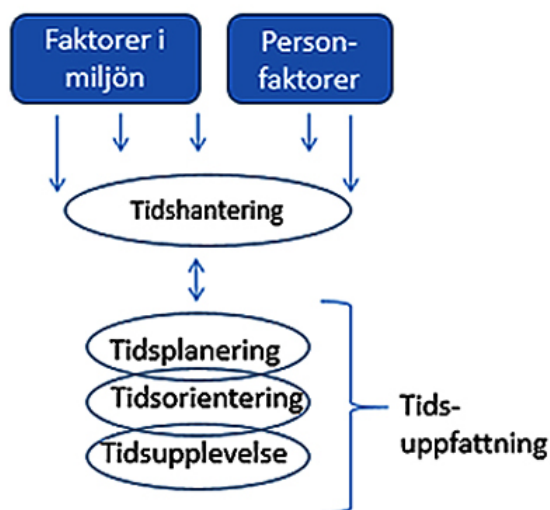 Faktorer i
miljön
Person-
faktorer
Tidshantering
Tidsplanering
Tidsorientering
Tidsupplevelse
Tids-
uppfattning